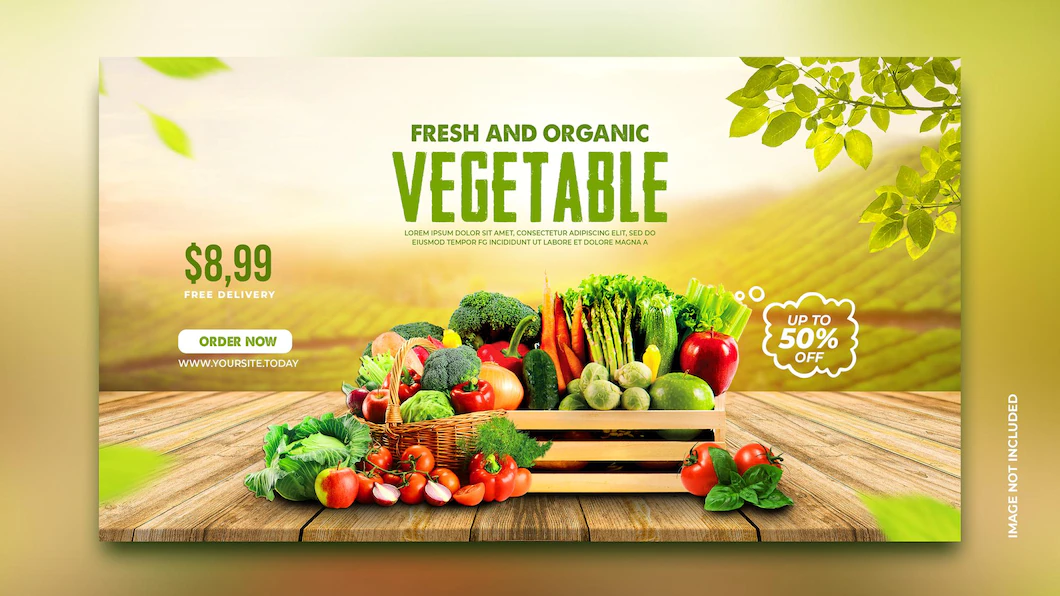 FRESH AND ORGANIC
VEGETABLE
LOREM IPSUM DOLOR SIT AMET, CONSECTETUR ADIPISCING ELIT, SED DO
EIUSMOD TEMPOR FG INCIDIDUNT UT LABORE ET DOLORE MAGNA A
$8,99
FREE DELIVERY
ORDER NOW
WWW.YOURSITE.TODAY
UP TO
50%
OFF
IMAGE NOT INCLUDED